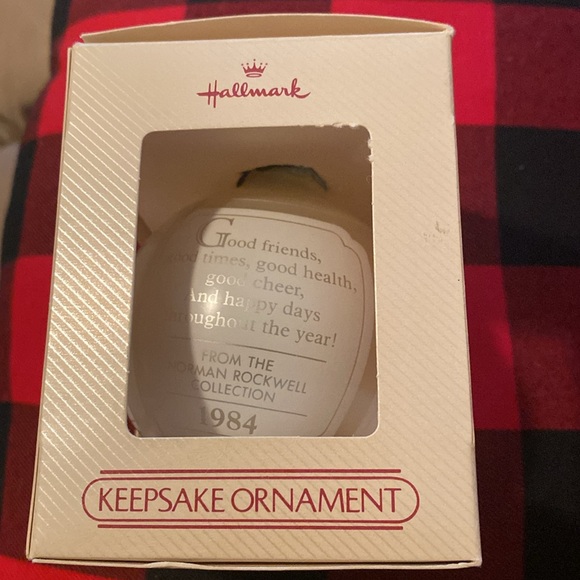 Hallmark
Good friends,
good times, good health,
good cheer,
And happy days
throughout the year!
FROM THE
NORMAN ROCKWELL
COLLECTION
1984
KEEPSAKE ORNAMENT